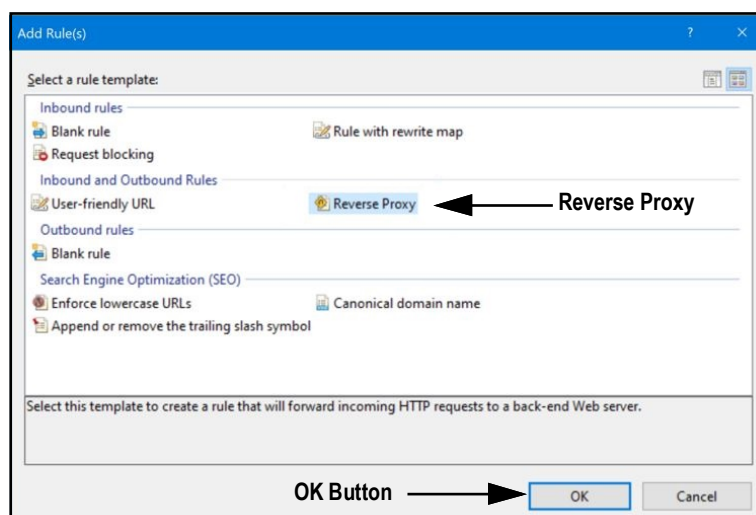 Add Rule(s)
Select a rule template:
Inbound rules
Blank rule
Rule with rewrite map
Request blocking
Inbound and Outbound Rules
User-friendly URL
Reverse Proxy
Reverse Proxy
Outbound rules
Blank rule
Search Engine Optimization (SEO)
Enforce lowercase URLs
Canonical domain name
Append or remove the trailing slash symbol
Select this template to create a rule that will forward incoming HTTP requests to a back-end Web server.
OK Button
OK
Cancel